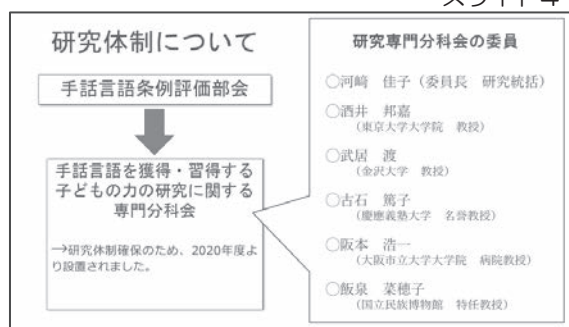 スライド4
研究体制について
手話言語条例評価部会
手話言語を獲得・習得する
子どもの力の研究に関する
専門分科会
→研究体制確保のため、2020年度よ
り設置されました。
研究専門分科会の委員
○河﨑 佳子(委員長 研究統括)
○酒井 邦嘉
(東京大学大学院 教授)
○武居 渡
(金沢大学 教授)
○古石 篤子
(慶應義塾大学 名誉教授)
○阪本 浩一
(大阪市立大学大学院 病院教授)
○飯泉 菜穂子
(国立民族博物館 特任教授)